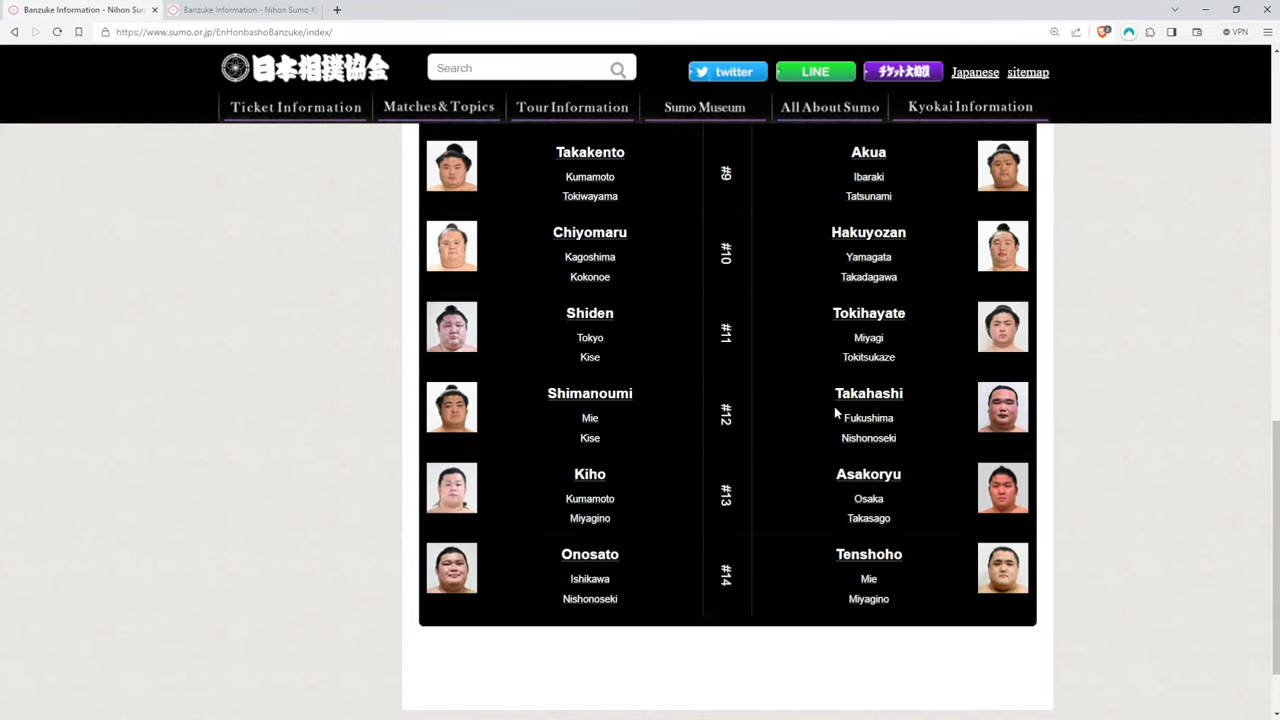 Banzuke Information - Nihon Sum
Banzuke Information - Nihon Sumo K
https://www.sumo.or.jp/EnHonbashoBanzuke/index/
VPN
日本相撲協会
Search
twitter
LINE
チケット大相撲
Japanese
sitemap
Ticket Information
Matches & Topics
Tour Information
Sumo Museum
All About Sumo
Kyokai Information
Takakento
Kumamoto
Tokiwayama
#9
Akua
Ibaraki
Tatsunami
Chiyomaru
Kagoshima
Kokonoe
#10
Hakuyozan
Yamagata
Takadagawa
Shiden
Tokyo
Kise
#11
Tokihayate
Miyagi
Tokitsukaze
Shimanoumi
Mie
Kise
#12
Takahashi
Fukushima
Nishonoseki
Kiho
Kumamoto
Miyagino
#13
Asakoryu
Osaka
Takasago
Onosato
Ishikawa
Nishonoseki
#14
Tenshoho
Mie
Miyagino